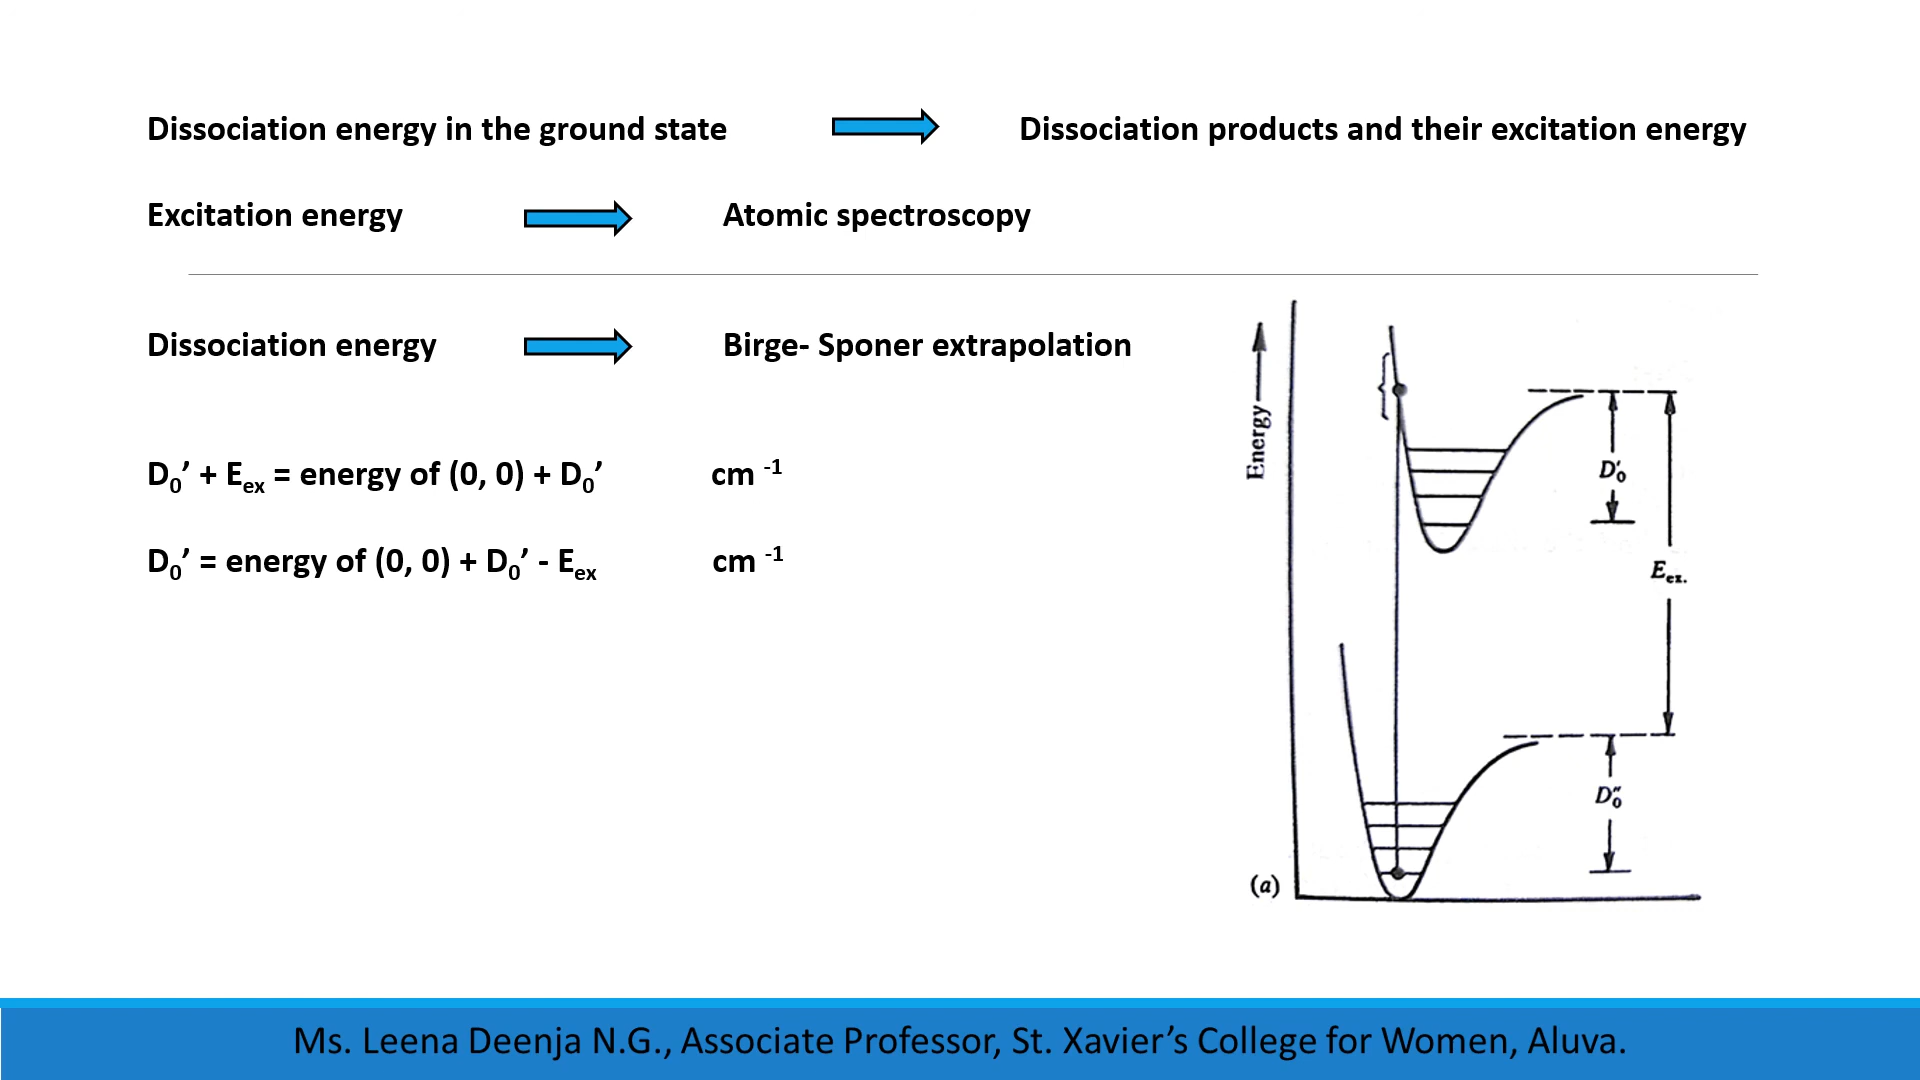 Dissociation energy in the ground state Dissociation products and their excitation energy
Excitation energy Atomic spectroscopy
Dissociation energy Birge- Sponer extrapolation
D₀’ + Eₑₓ = energy of (0, 0) + D₀’ cm ⁻¹
D₀’ = energy of (0, 0) + D₀’ - Eₑₓ cm ⁻¹
Energy
D₀′
Eₑₓ.
D₀″
(a)
Ms. Leena Deenja N.G., Associate Professor, St. Xavier’s College for Women, Aluva.